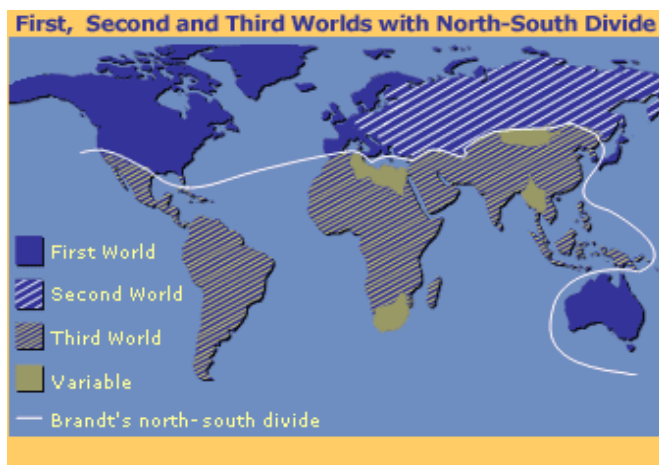 First, Second and Third Worlds with North-South Divide
First World
Second World
Third World
Variable
Brandt's north-south divide